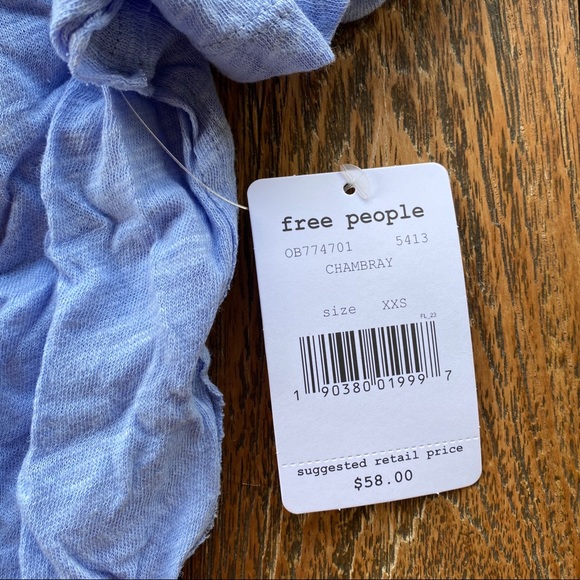 free people
OB774701 5413
CHAMBRAY
size XXS
FL_23
1 90380 01999 7
suggested retail price
$58.00